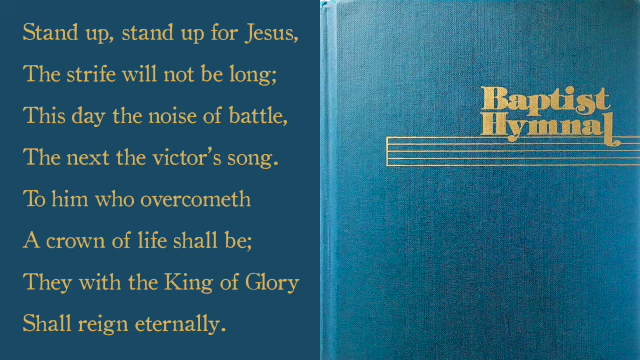 Stand up, stand up for Jesus,
The strife will not be long;
This day the noise of battle,
The next the victor's song.
To him who overcometh
A crown of life shall be;
They with the King of Glory
Shall reign eternally.
Baptist
Hymnal